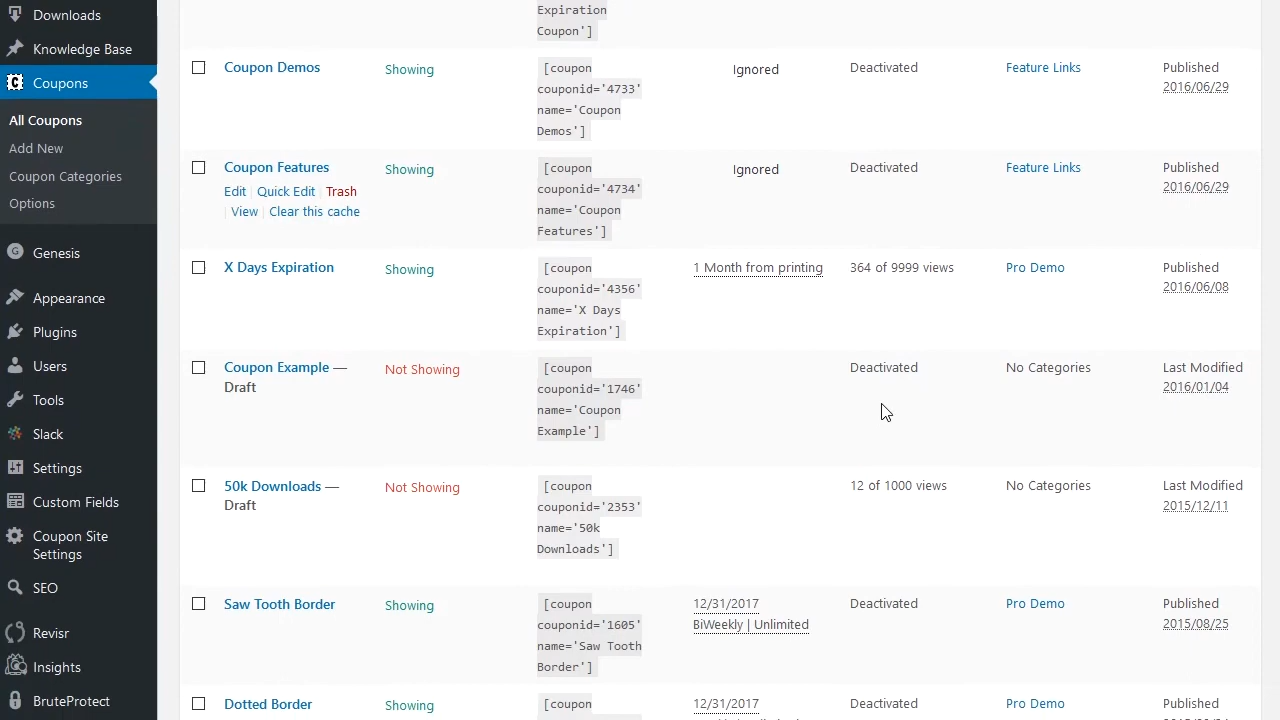 Downloads
Knowledge Base
Coupons
All Coupons
Add New
Coupon Categories
Options
Genesis
Appearance
Plugins
Users
Tools
Slack
Settings
Custom Fields
Coupon Site
Settings
SEO
Revisr
Insights
BruteProtect
Expiration
Coupon']
Coupon Demos
Showing
[coupon
couponid='4733'
name='Coupon
Demos']
Ignored
Deactivated
Feature Links
Published
2016/06/29
Coupon Features
Edit | Quick Edit | Trash
| View | Clear this cache
Showing
[coupon
couponid='4734'
name='Coupon
Features']
Ignored
Deactivated
Feature Links
Published
2016/06/29
X Days Expiration
Showing
[coupon
couponid='4356'
name='X Days
Expiration']
1 Month from printing
364 of 9999 views
Pro Demo
Published
2016/06/08
Coupon Example —
Draft
Not Showing
[coupon
couponid='1746'
name='Coupon
Example']
Deactivated
No Categories
Last Modified
2016/01/04
50k Downloads —
Draft
Not Showing
[coupon
couponid='2353'
name='50k
Downloads']
12 of 1000 views
No Categories
Last Modified
2015/12/11
Saw Tooth Border
Showing
[coupon
couponid='1605'
name='Saw Tooth
Border']
12/31/2017
BiWeekly | Unlimited
Deactivated
Pro Demo
Published
2015/08/25
Dotted Border
Showing
[coupon
12/31/2017
Deactivated
Pro Demo
Published